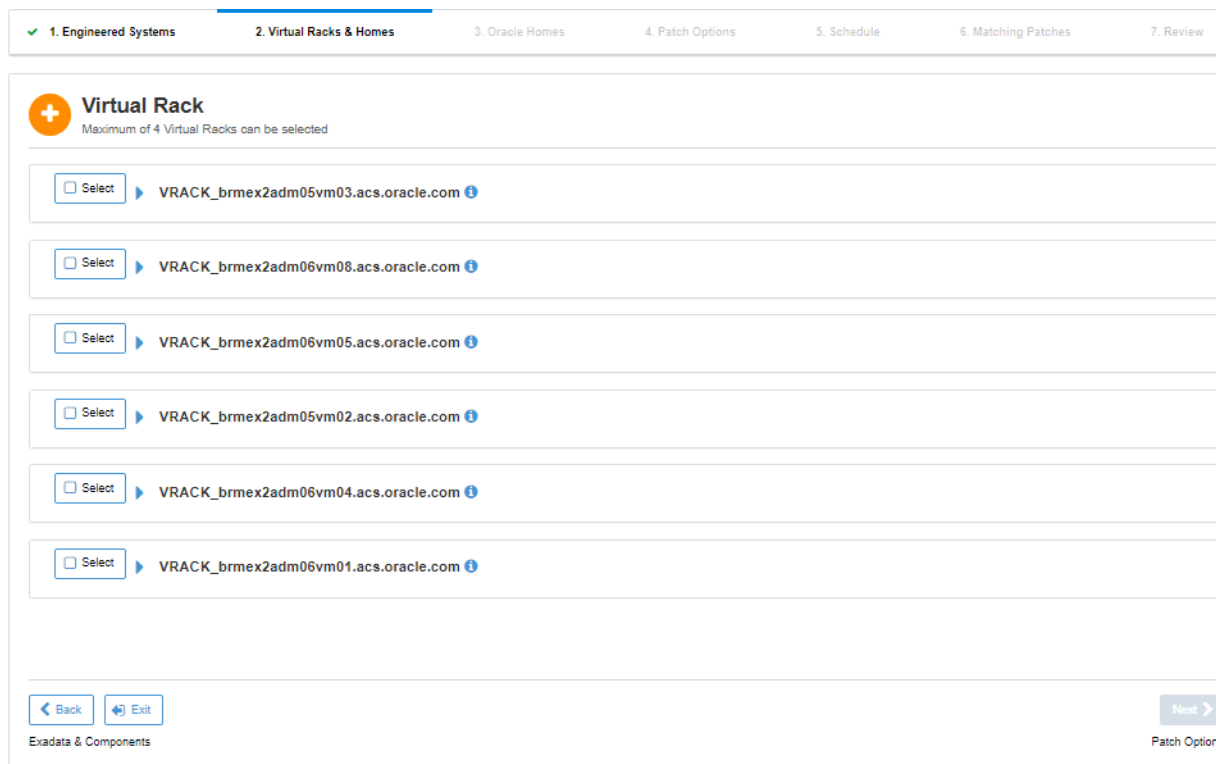 1. Engineered Systems 2. Virtual Racks & Homes 3. Oracle Homes 4. Patch Options 5. Schedule 6. Matching Patches 7. Review
Virtual Rack
Maximum of 4 Virtual Racks can be selected
Select VRACK_brmex2adm05vm03.acs.oracle.com
Select VRACK_brmex2adm06vm08.acs.oracle.com
Select VRACK_brmex2adm06vm05.acs.oracle.com
Select VRACK_brmex2adm05vm02.acs.oracle.com
Select VRACK_brmex2adm06vm04.acs.oracle.com
Select VRACK_brmex2adm06vm01.acs.oracle.com
Back Exit Next
Exadata & Components Patch Option